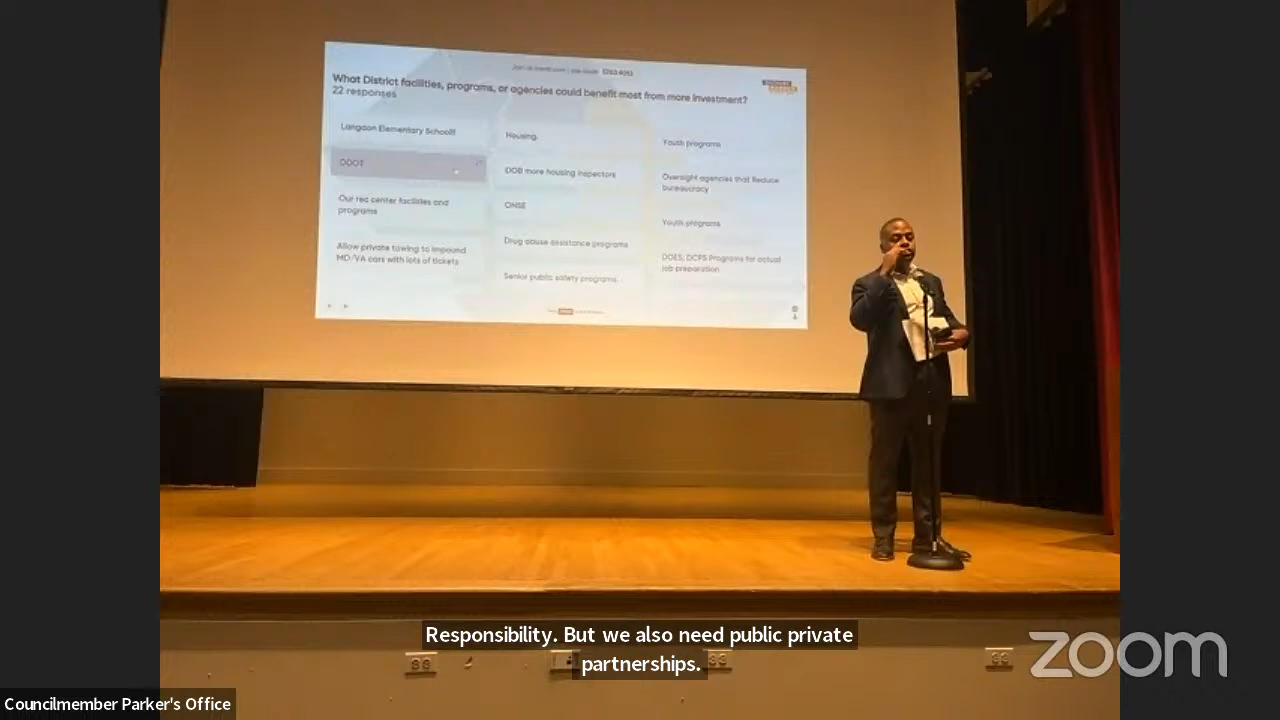 What District facilities, programs, or agencies could benefit most from more investment?
22 responses
Langdon Elementary School!!
DDOT
Our rec center facilities and
programs
Allow private towing to impound
MD/VA cars with lots of tickets
Housing.
DOB more housing inspectors
ONSE
Drug abuse assistance programs
Senior public safety programs.
Youth programs
Oversight agencies that Reduce
bureaucracy
Youth programs
DOES, DCPS Programs for actual
job preparation
Responsibility. But we also need public private
partnerships.
zoom
Councilmember Parker's Office